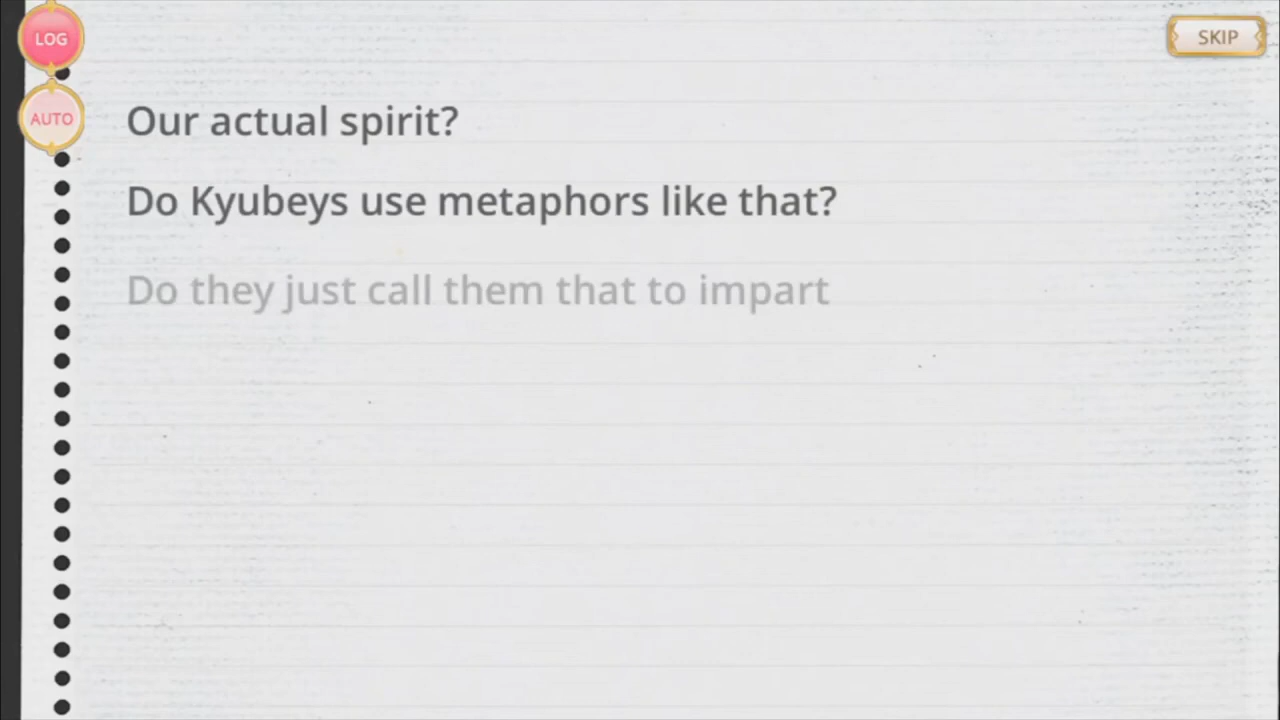 LOG
SKIP
AUTO
Our actual spirit?
Do Kyubeys use metaphors like that?
Do they just call them that to impart